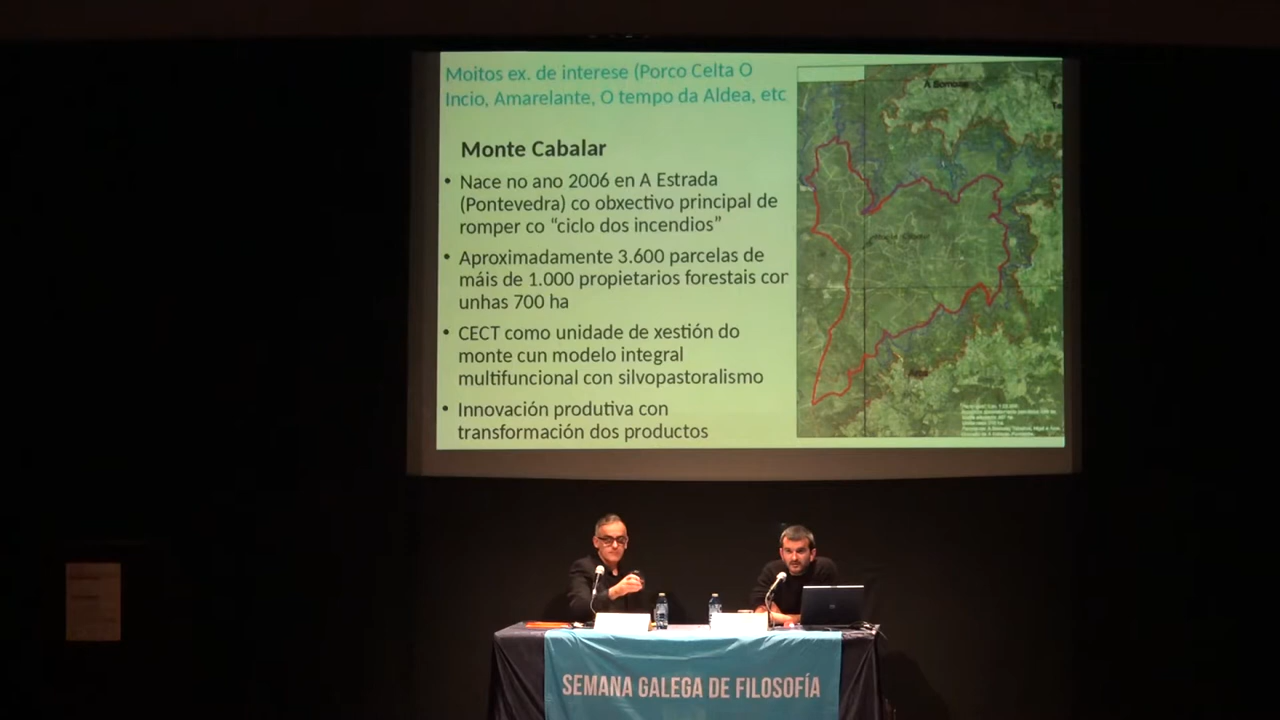 Moitos ex. de interese (Porco Celta O
Incio, Amarelante, O tempo da Aldea, etc
Monte Cabalar
• Nace no ano 2006 en A Estrada
(Pontevedra) co obxectivo principal de
romper co “ciclo dos incendios”
• Aproximadamente 3.600 parcelas de
máis de 1.000 propietarios forestais con
unhas 700 ha
• CECT como unidade de xestión do
monte cun modelo integral
multifuncional con silvopastoralismo
• Innovación produtiva con
transformación dos productos
SEMANA GALEGA DE FILOSOFÍA